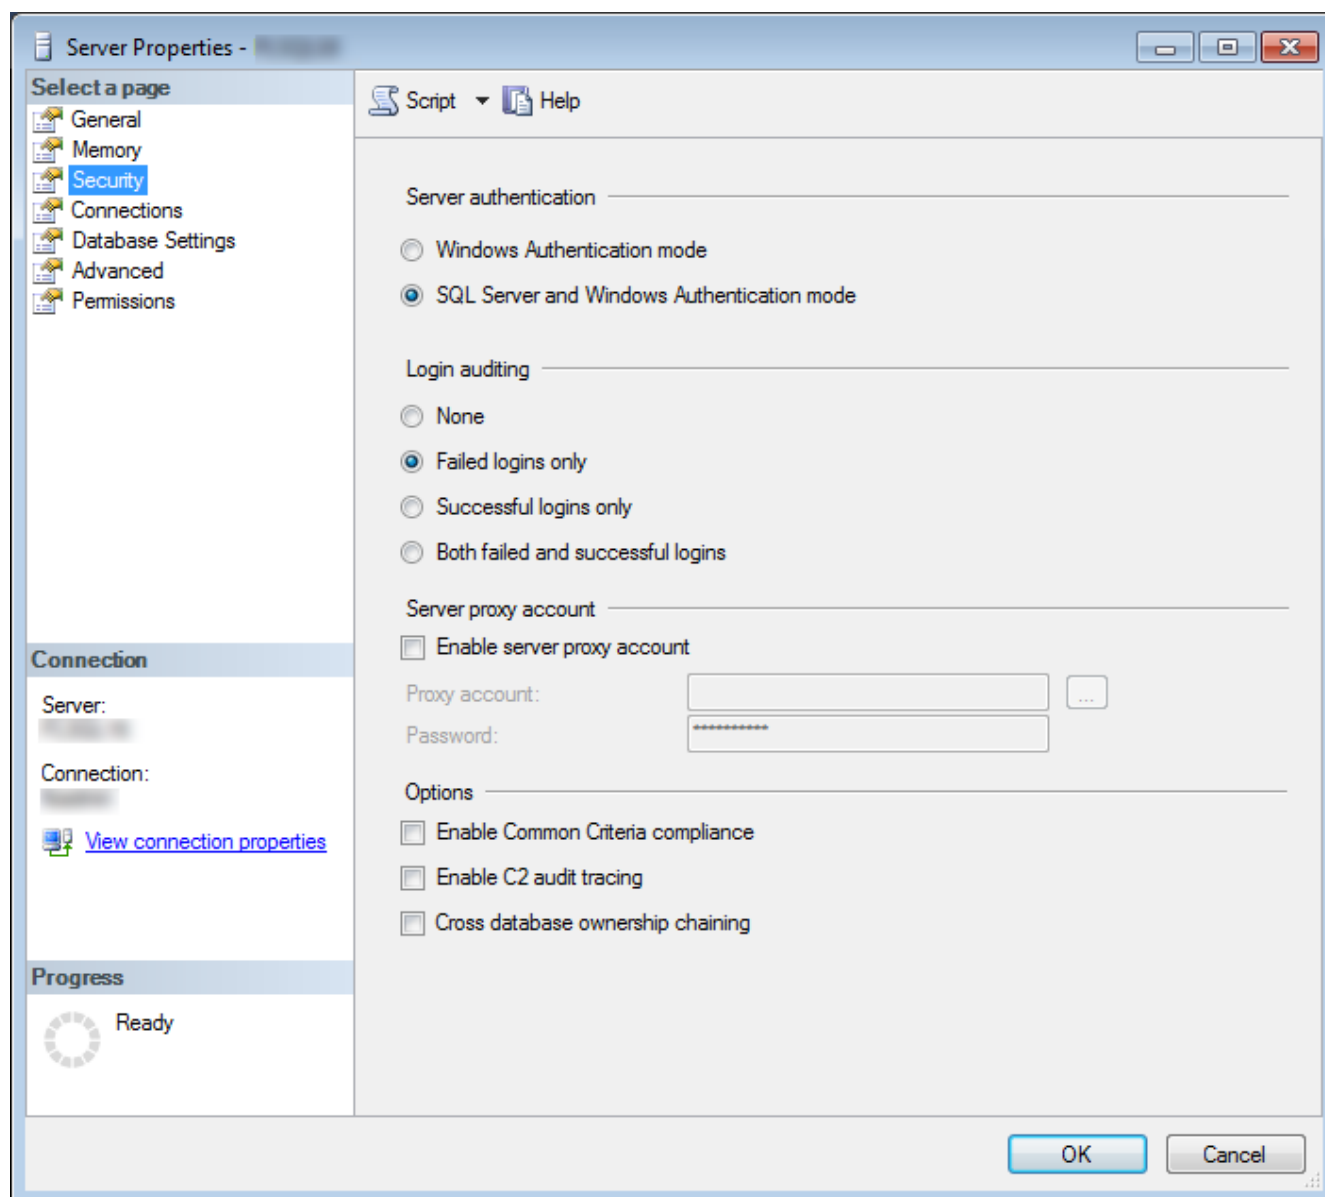 Server Properties -
Select a page
General
Memory
Security
Connections
Database Settings
Advanced
Permissions
Connection
Server:
Connection:
View connection properties
Progress
Ready
Script Help
Server authentication
Windows Authentication mode
SQL Server and Windows Authentication mode
Login auditing
None
Failed logins only
Successful logins only
Both failed and successful logins
Server proxy account
Enable server proxy account
Proxy account:
...
Password: **********
Options
Enable Common Criteria compliance
Enable C2 audit tracing
Cross database ownership chaining
OK Cancel